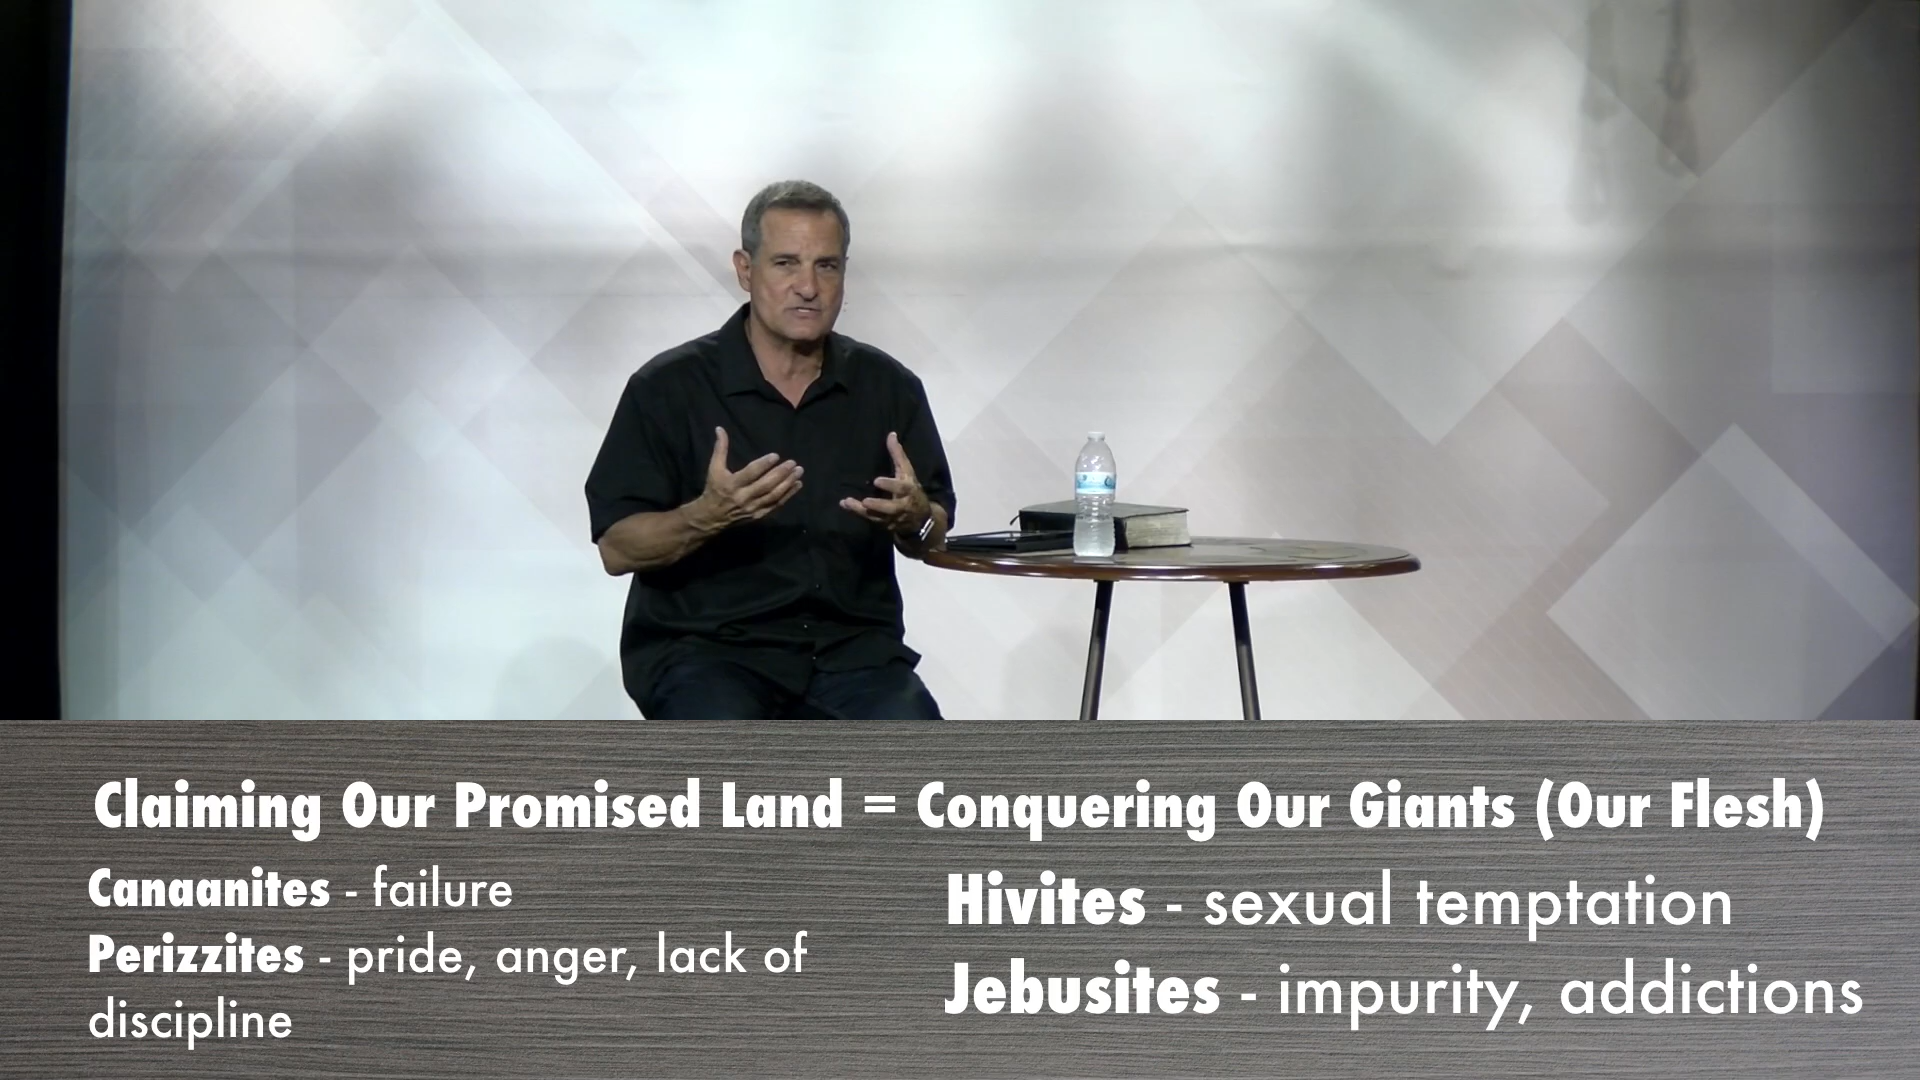 Claiming Our Promised Land = Conquering Our Giants (Our Flesh)
Canaanites - failure
Perizzites - pride, anger, lack of
discipline
Hivites - sexual temptation
Jebusites - impurity, addictions